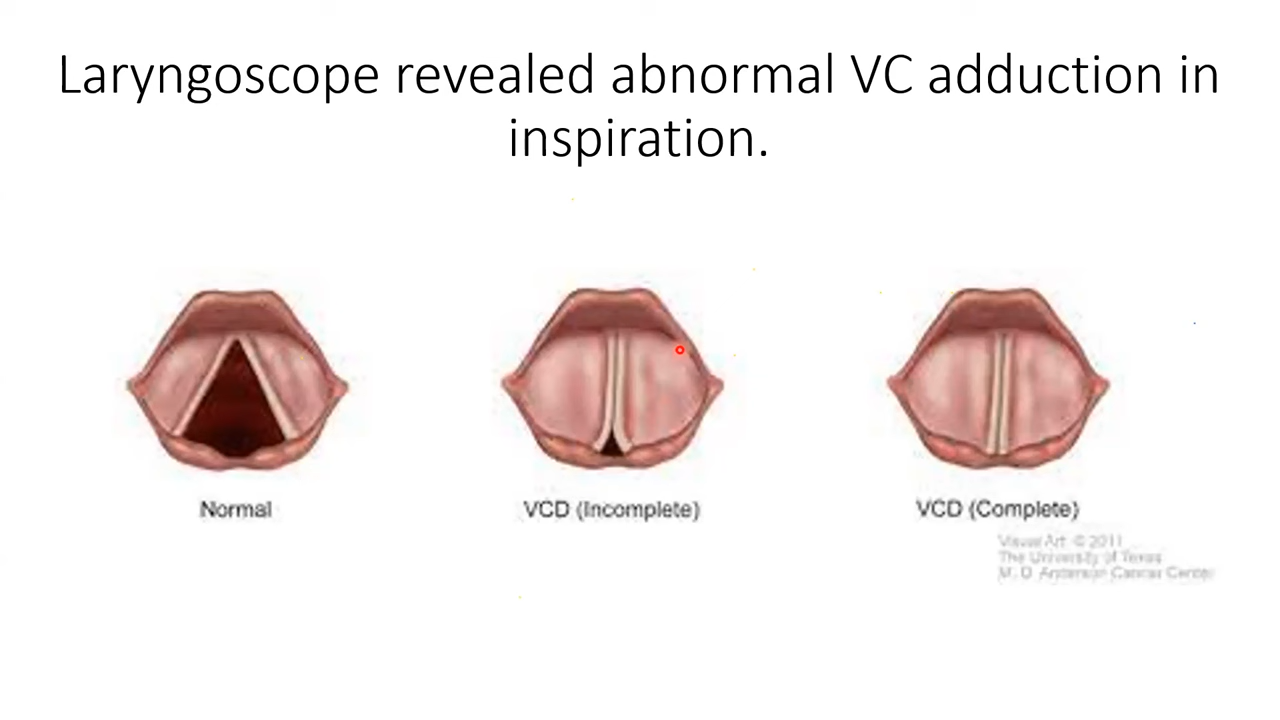 Laryngoscope revealed abnormal VC adduction in
inspiration.
Normal
VCD (Incomplete)
VCD (Complete)
Visual Art © 2011
The University of Texas
M. D. Anderson Cancer Center